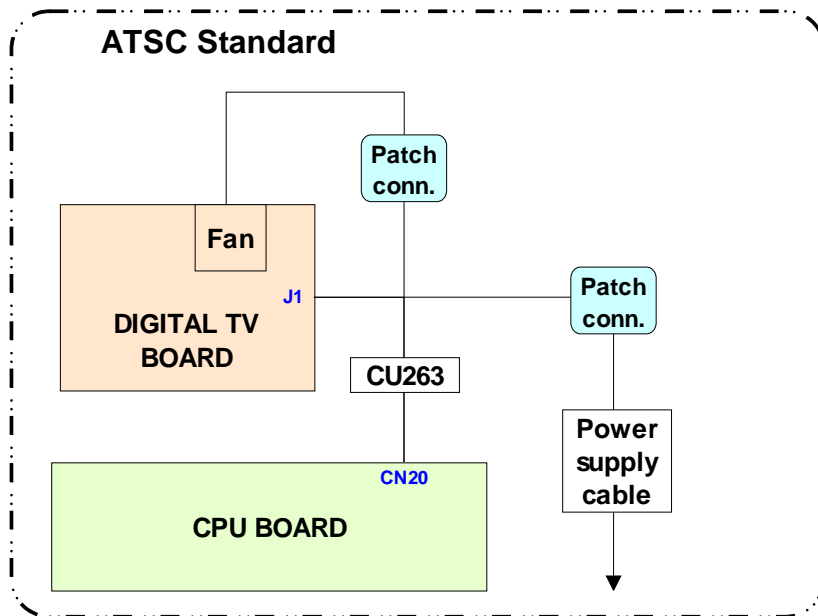 ATSC Standard
Patch
conn.
Fan
J1
Patch
conn.
DIGITAL TV
BOARD
CU263
Power
supply
cable
CN20
CPU BOARD